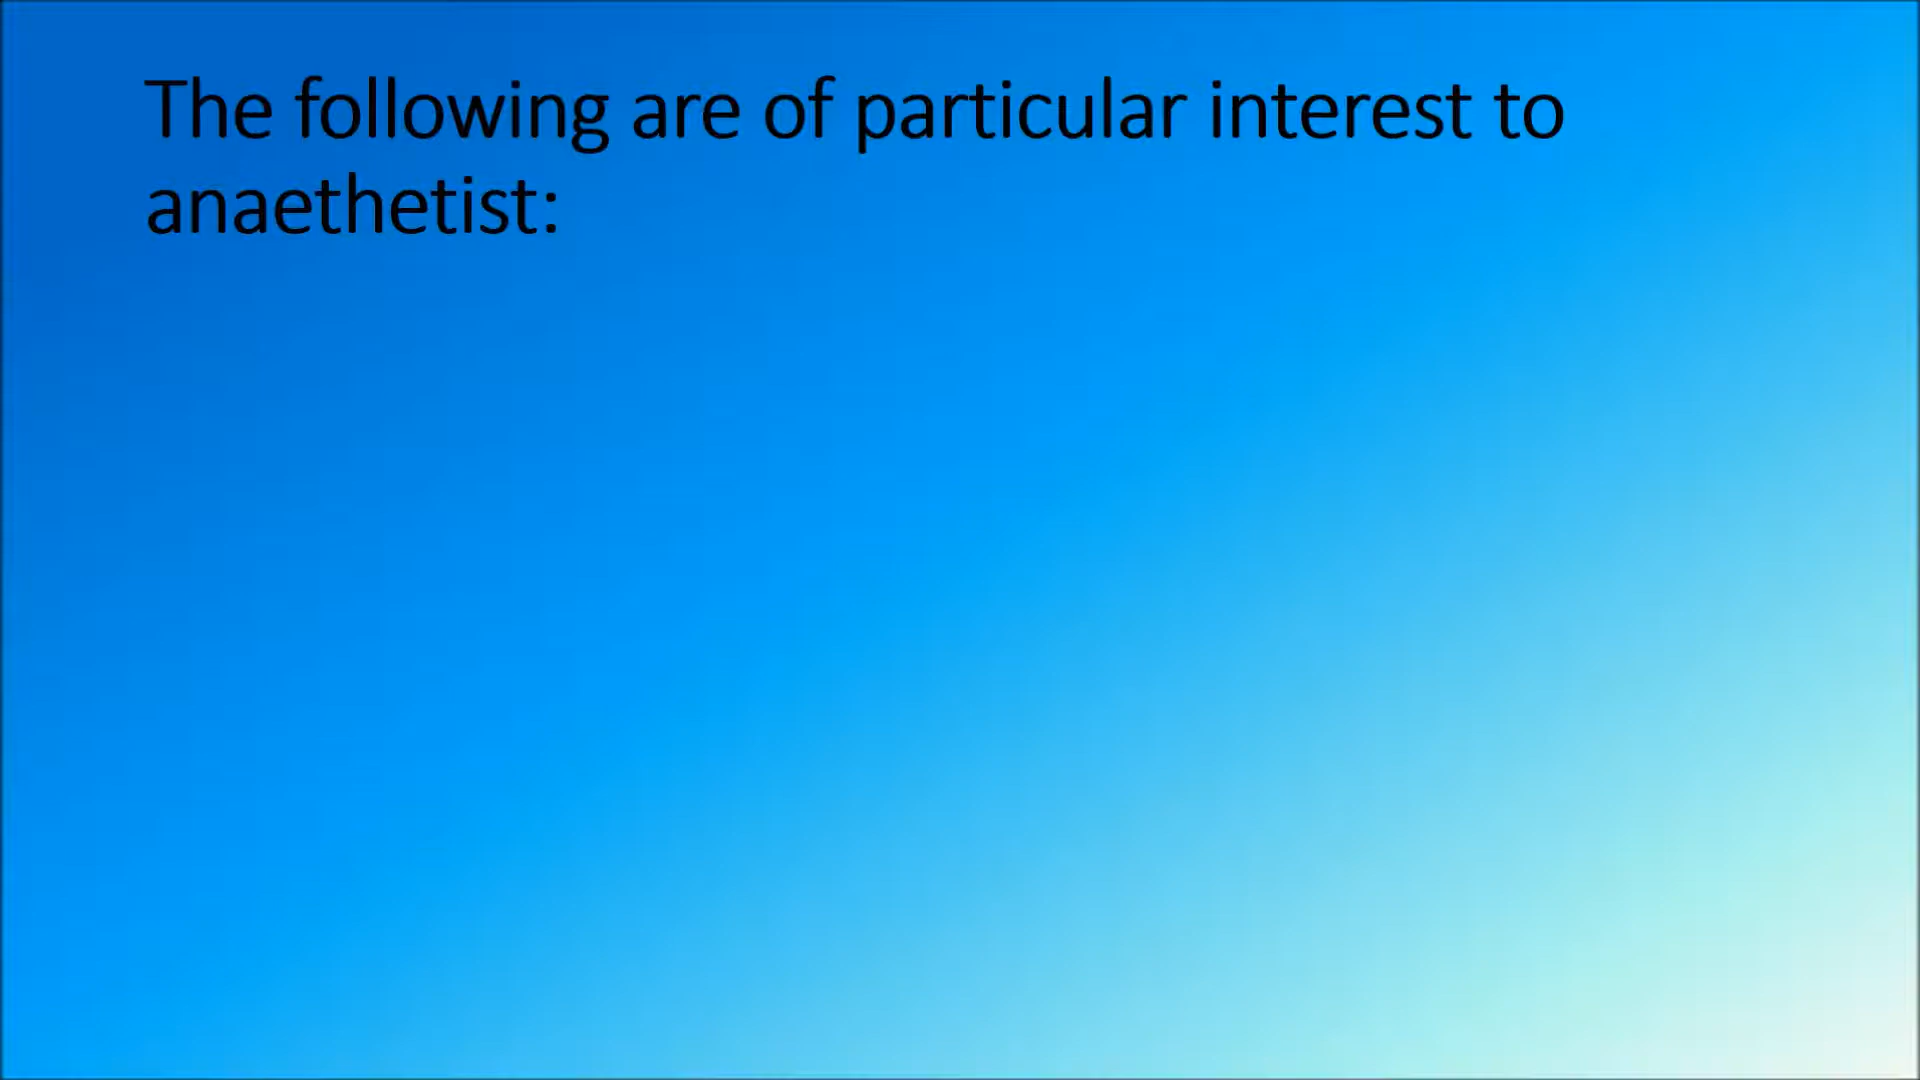 The following are of particular interest to
anaethetist: